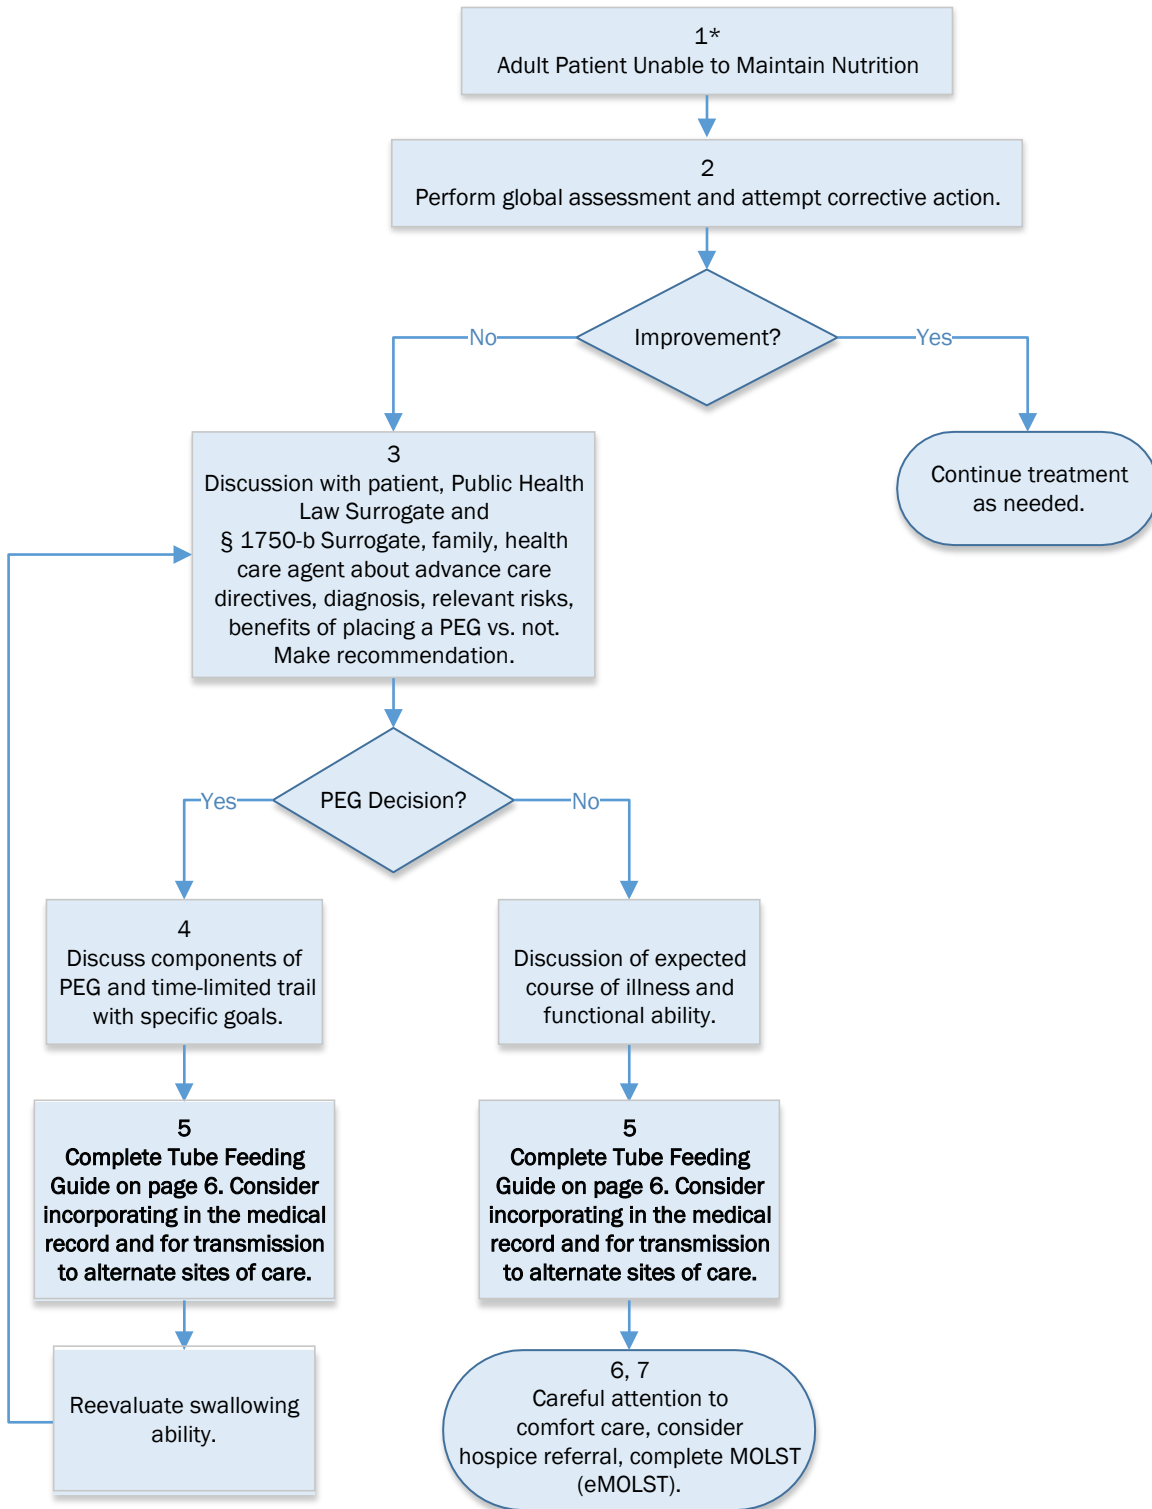 1*
Adult Patient Unable to Maintain Nutrition
2
Perform global assessment and attempt corrective action.
Improvement?
No
Yes
3
Discussion with patient, Public Health
Law Surrogate and
§ 1750-b Surrogate, family, health
care agent about advance care
directives, diagnosis, relevant risks,
benefits of placing a PEG vs. not.
Make recommendation.
Continue treatment
as needed.
PEG Decision?
Yes
No
4
Discuss components of
PEG and time-limited trail
with specific goals.
Discussion of expected
course of illness and
functional ability.
5
Complete Tube Feeding
Guide on page 6. Consider
incorporating in the medical
record and for transmission
to alternate sites of care.
5
Complete Tube Feeding
Guide on page 6. Consider
incorporating in the medical
record and for transmission
to alternate sites of care.
Reevaluate swallowing
ability.
6, 7
Careful attention to
comfort care, consider
hospice referral, complete MOLST
(eMOLST).